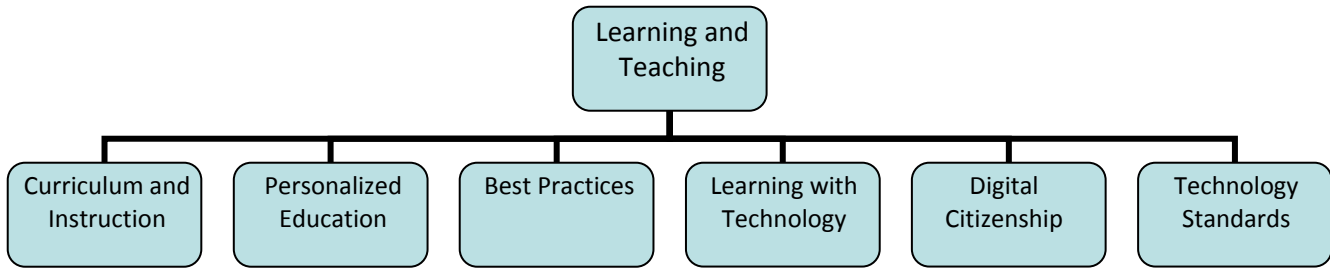 Learning and
Teaching
Curriculum and
Instruction
Personalized
Education
Best Practices
Learning with
Technology
Digital
Citizenship
Technology
Standards